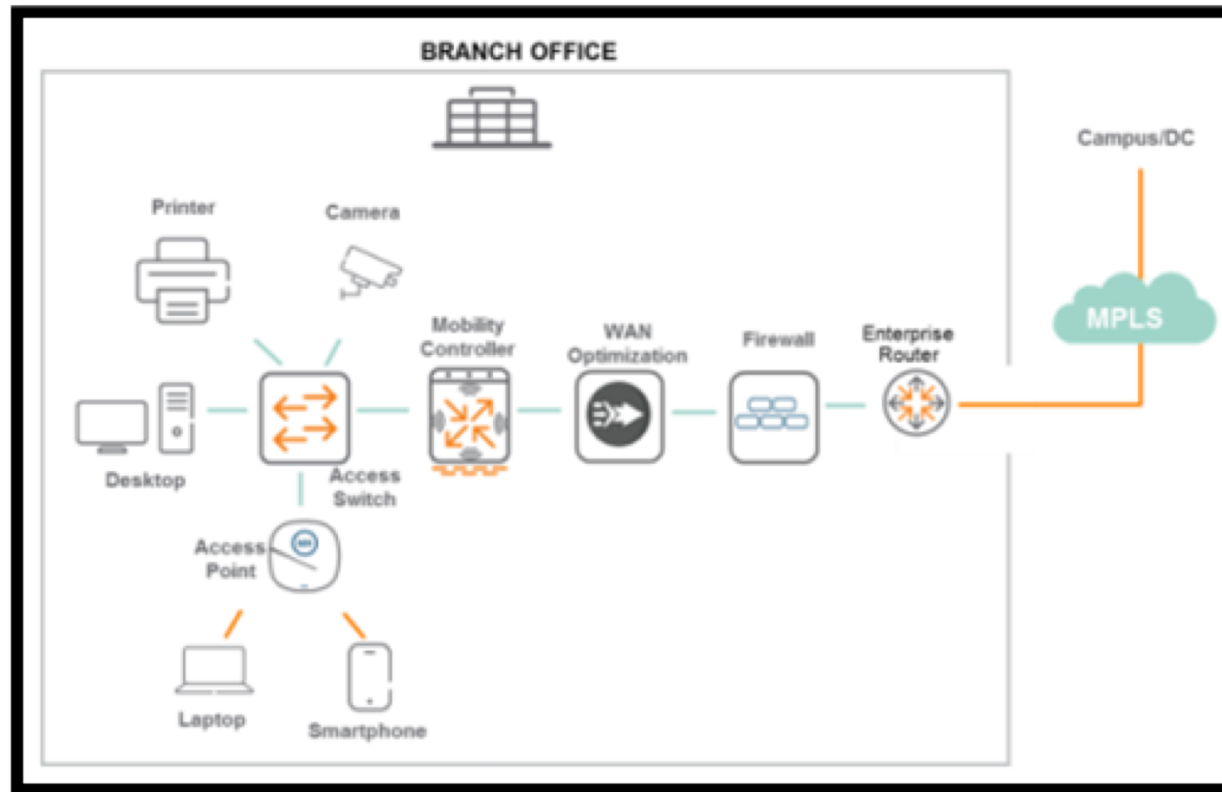 BRANCH OFFICE
Campus/DC
Printer
Camera
MPLS
Mobility
Controller
WAN
Optimization
Firewall
Enterprise
Router
Desktop
Access
Switch
Access
Point
Laptop
Smartphone